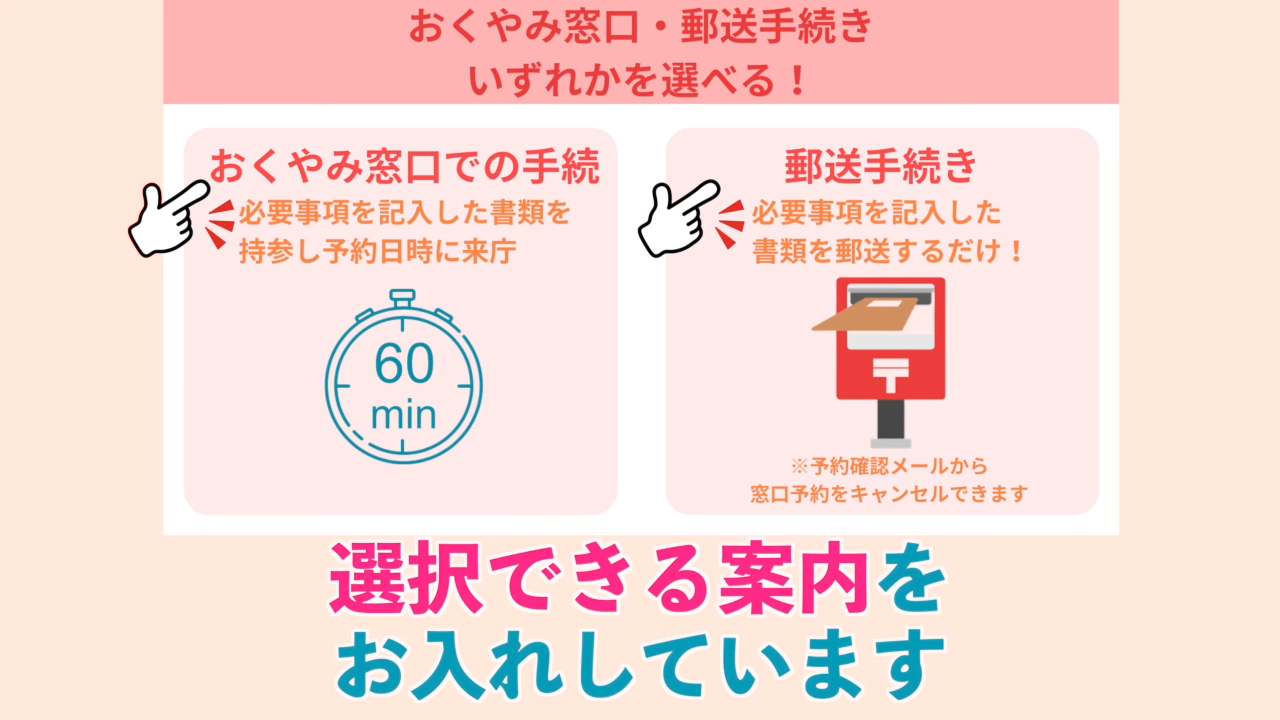 おくやみ窓口・郵送手続き
いずれかを選べる！
おくやみ窓口での手続
必要事項を記入した書類を
持参し予約日時に来庁
60
min
郵送手続き
必要事項を記入した
書類を郵送するだけ！
※予約確認メールから
窓口予約をキャンセルできます
選択できる案内を
お入れしています